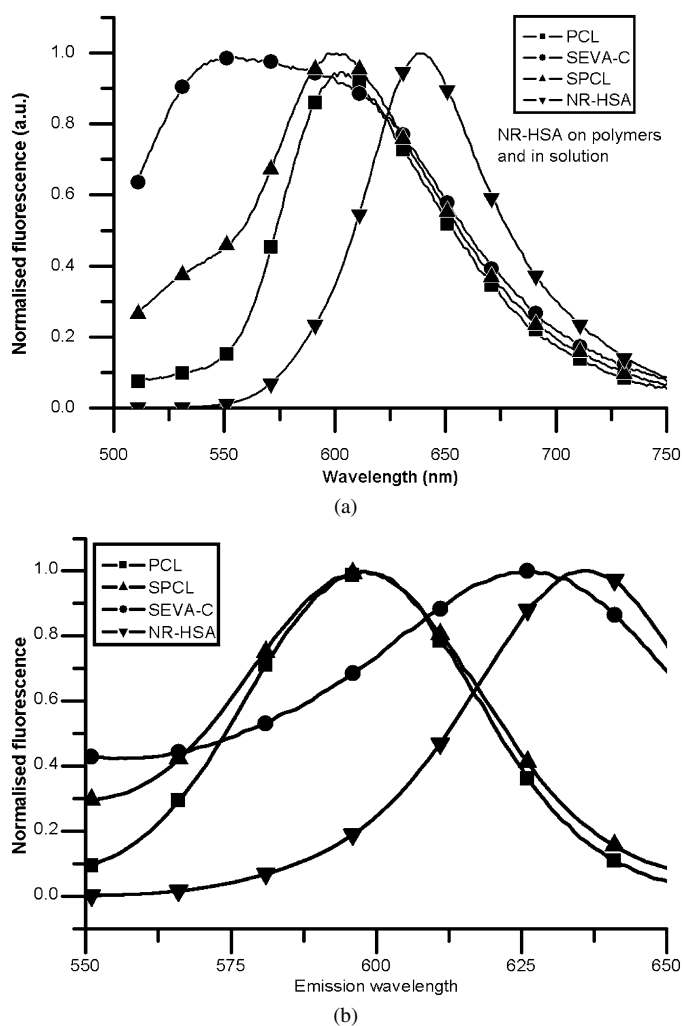 1.0
0.8
0.6
0.4
0.2
0.0
Normalised fluorescence (a.u.)
PCL
SEVA-C
SPCL
NR-HSA
NR-HSA on polymers
and in solution
500 550 600 650 700 750
Wavelength (nm)
(a)
1.0
0.8
0.6
0.4
0.2
0.0
Normalised fluorescence
PCL
SPCL
SEVA-C
NR-HSA
550 575 600 625 650
Emission wavelength
(b)